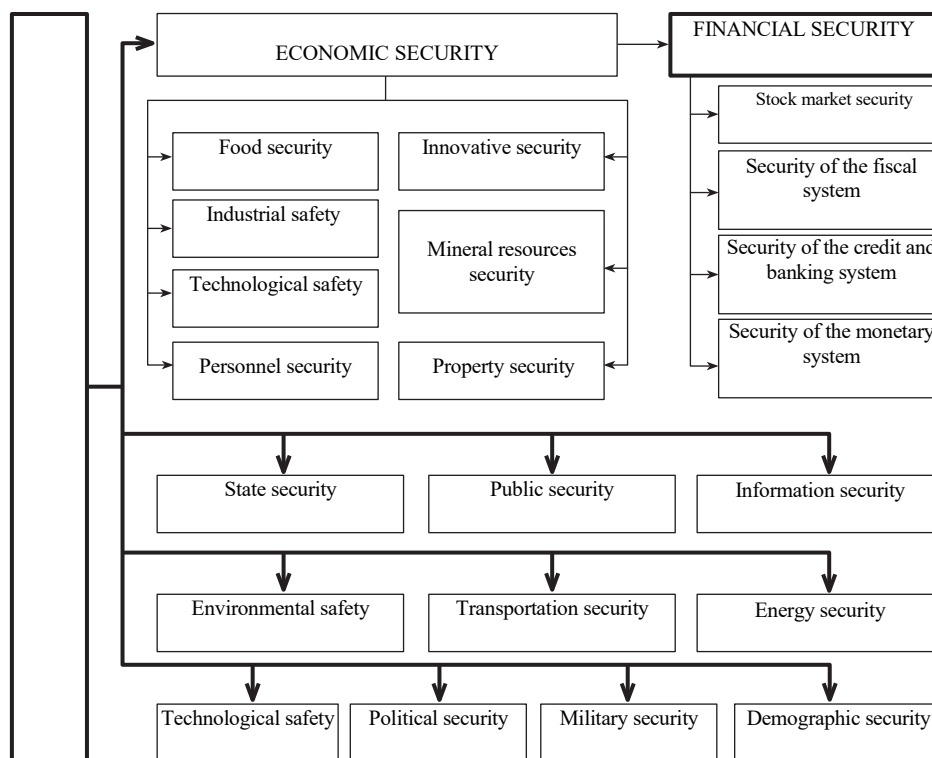 ECONOMIC SECURITY
FINANCIAL SECURITY
Food security
Industrial safety
Technological safety
Personnel security
Innovative security
Mineral resources
security
Property security
Stock market security
Security of the fiscal
system
Security of the credit and
banking system
Security of the monetary
system
State security
Public security
Information security
Environmental safety
Transportation security
Energy security
Technological safety
Political security
Military security
Demographic security